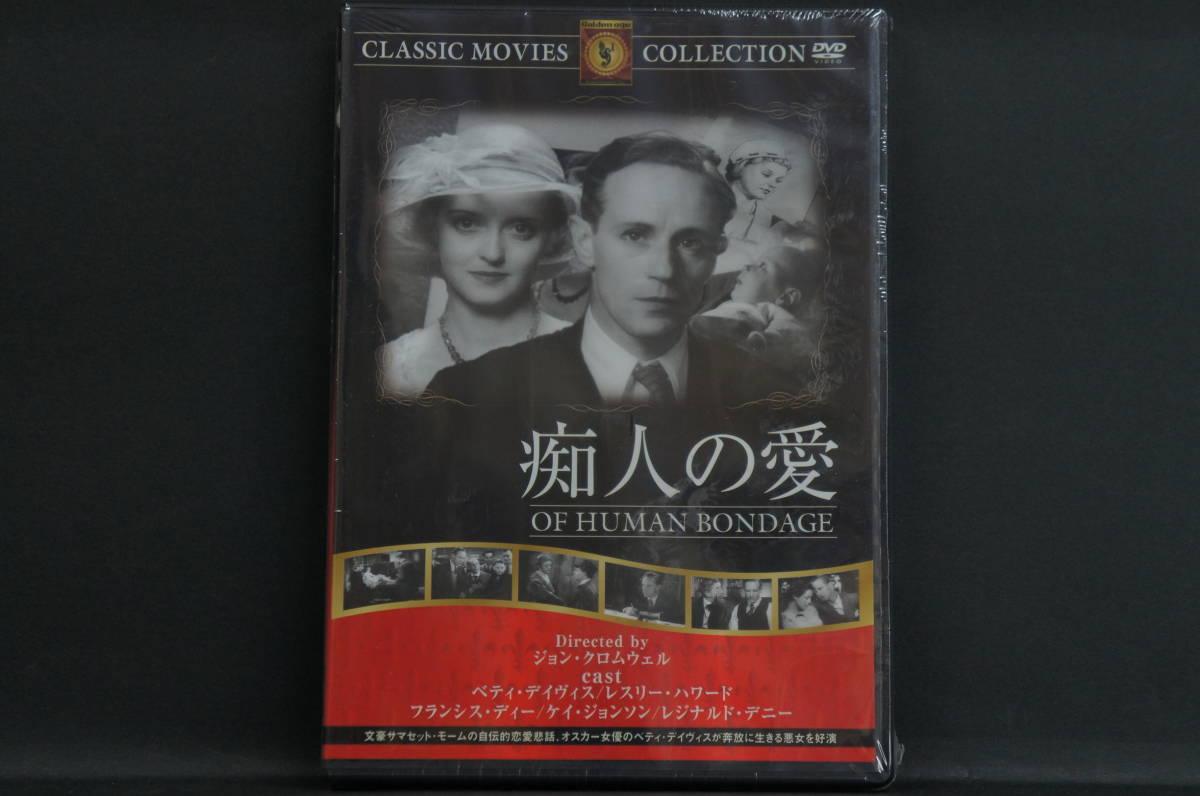 Golden age
CLASSIC MOVIES COLLECTION DVD
VIDEO
痴人の愛
OF HUMAN BONDAGE
Directed by
ジョン・クロムウェル
cast
ベティ・デイヴィス/レスリー・ハワード
フランシス・ディー/ケイ・ジョンソン/レジナルド・デニー
文豪サマセット・モームの自伝的恋愛悲話、オスカー女優のベティ・デイヴィスが奔放に生きる悪女を好演